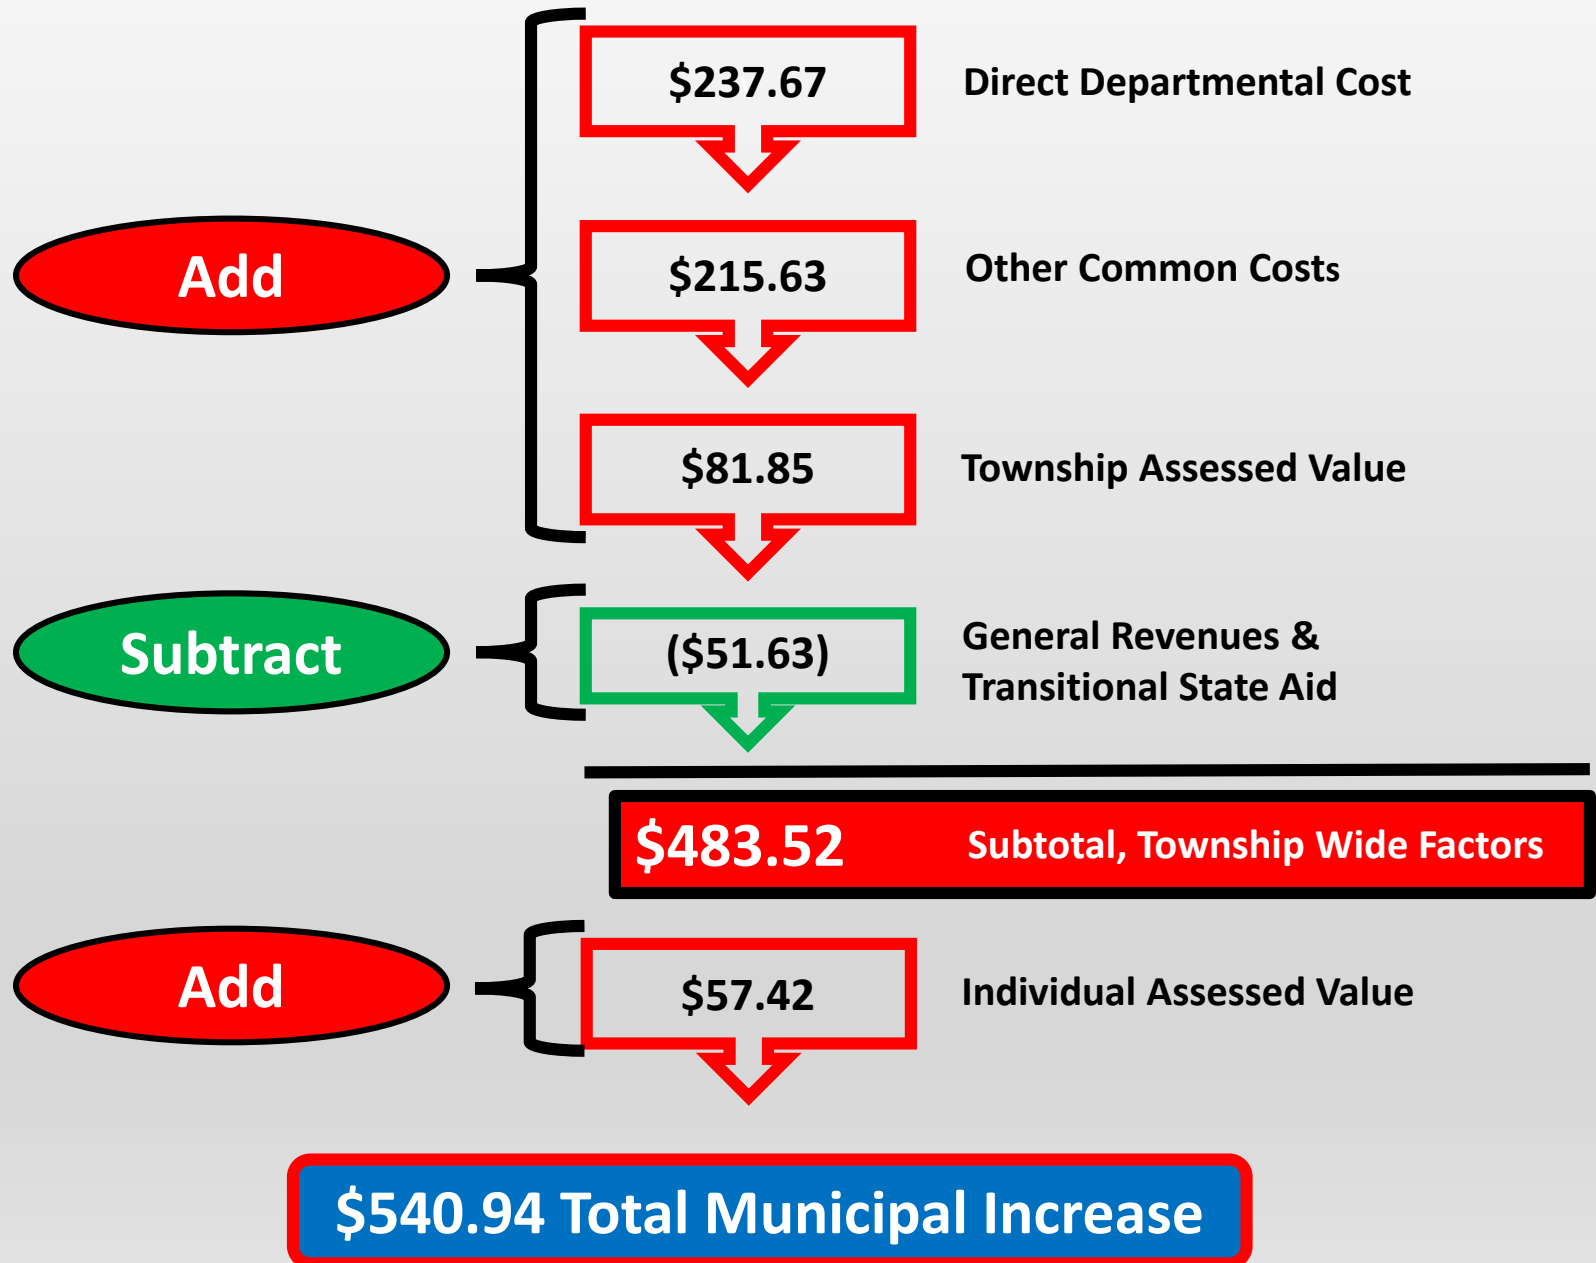 $237.67 Direct Departmental Cost
Add
$215.63 Other Common Costs
$81.85 Township Assessed Value
Subtract
($51.63) General Revenues &
Transitional State Aid
$483.52 Subtotal, Township Wide Factors
Add
$57.42 Individual Assessed Value
$540.94 Total Municipal Increase